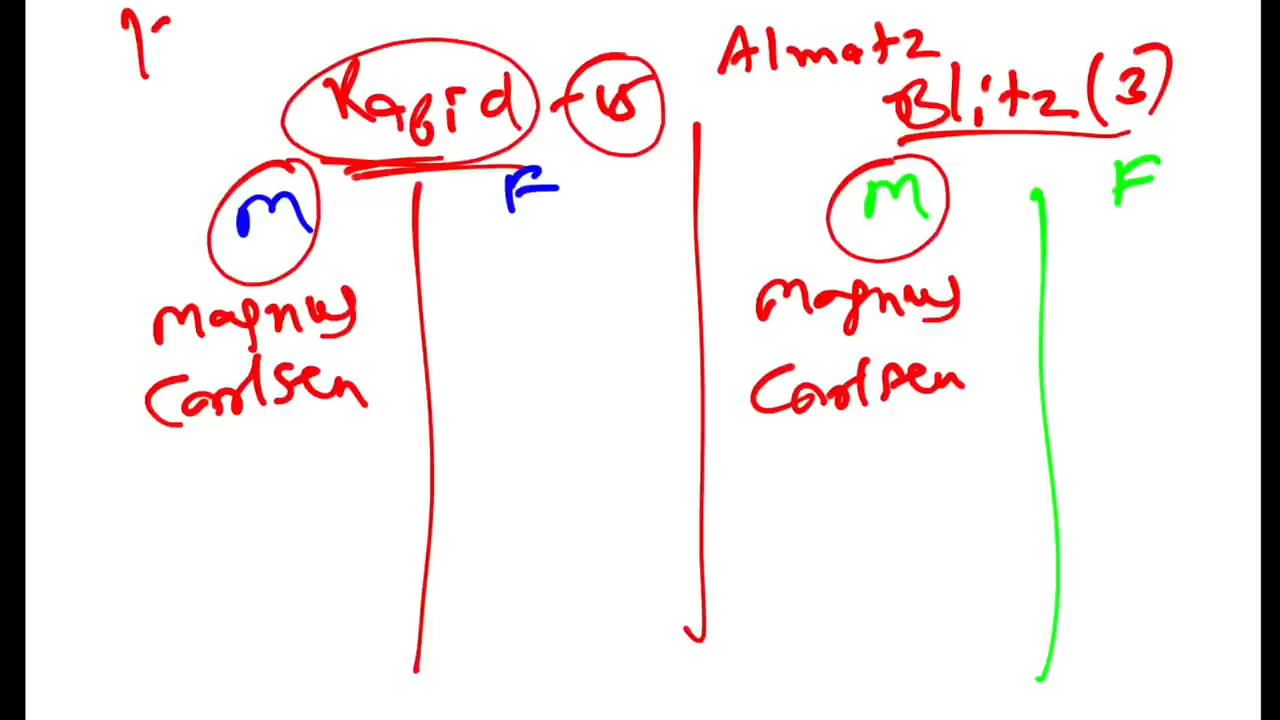 Almatz
Rapid - 15
Blitz (3)
M F
M F
Magnus
Carlsen
Magnus
Carlsen